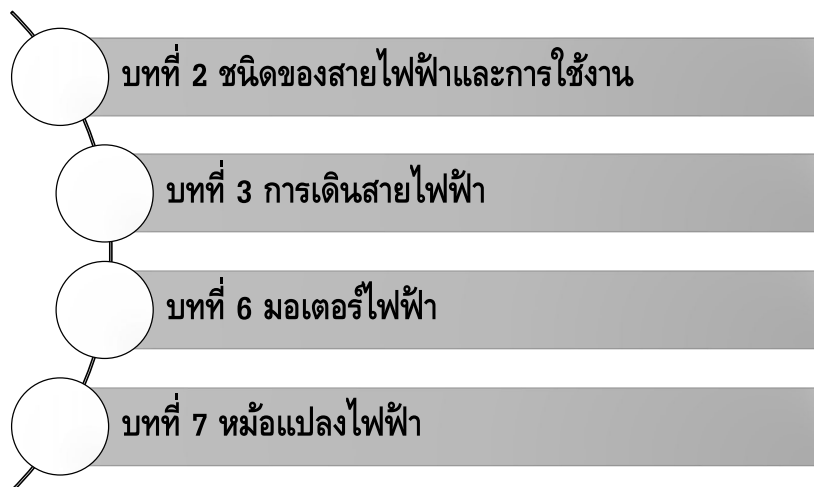 บทที่ 2 ชนิดของสายไฟฟ้าและการใช้งาน
บทที่ 3 การเดินสายไฟฟ้า
บทที่ 6 มอเตอร์ไฟฟ้า
บทที่ 7 หม้อแปลงไฟฟ้า